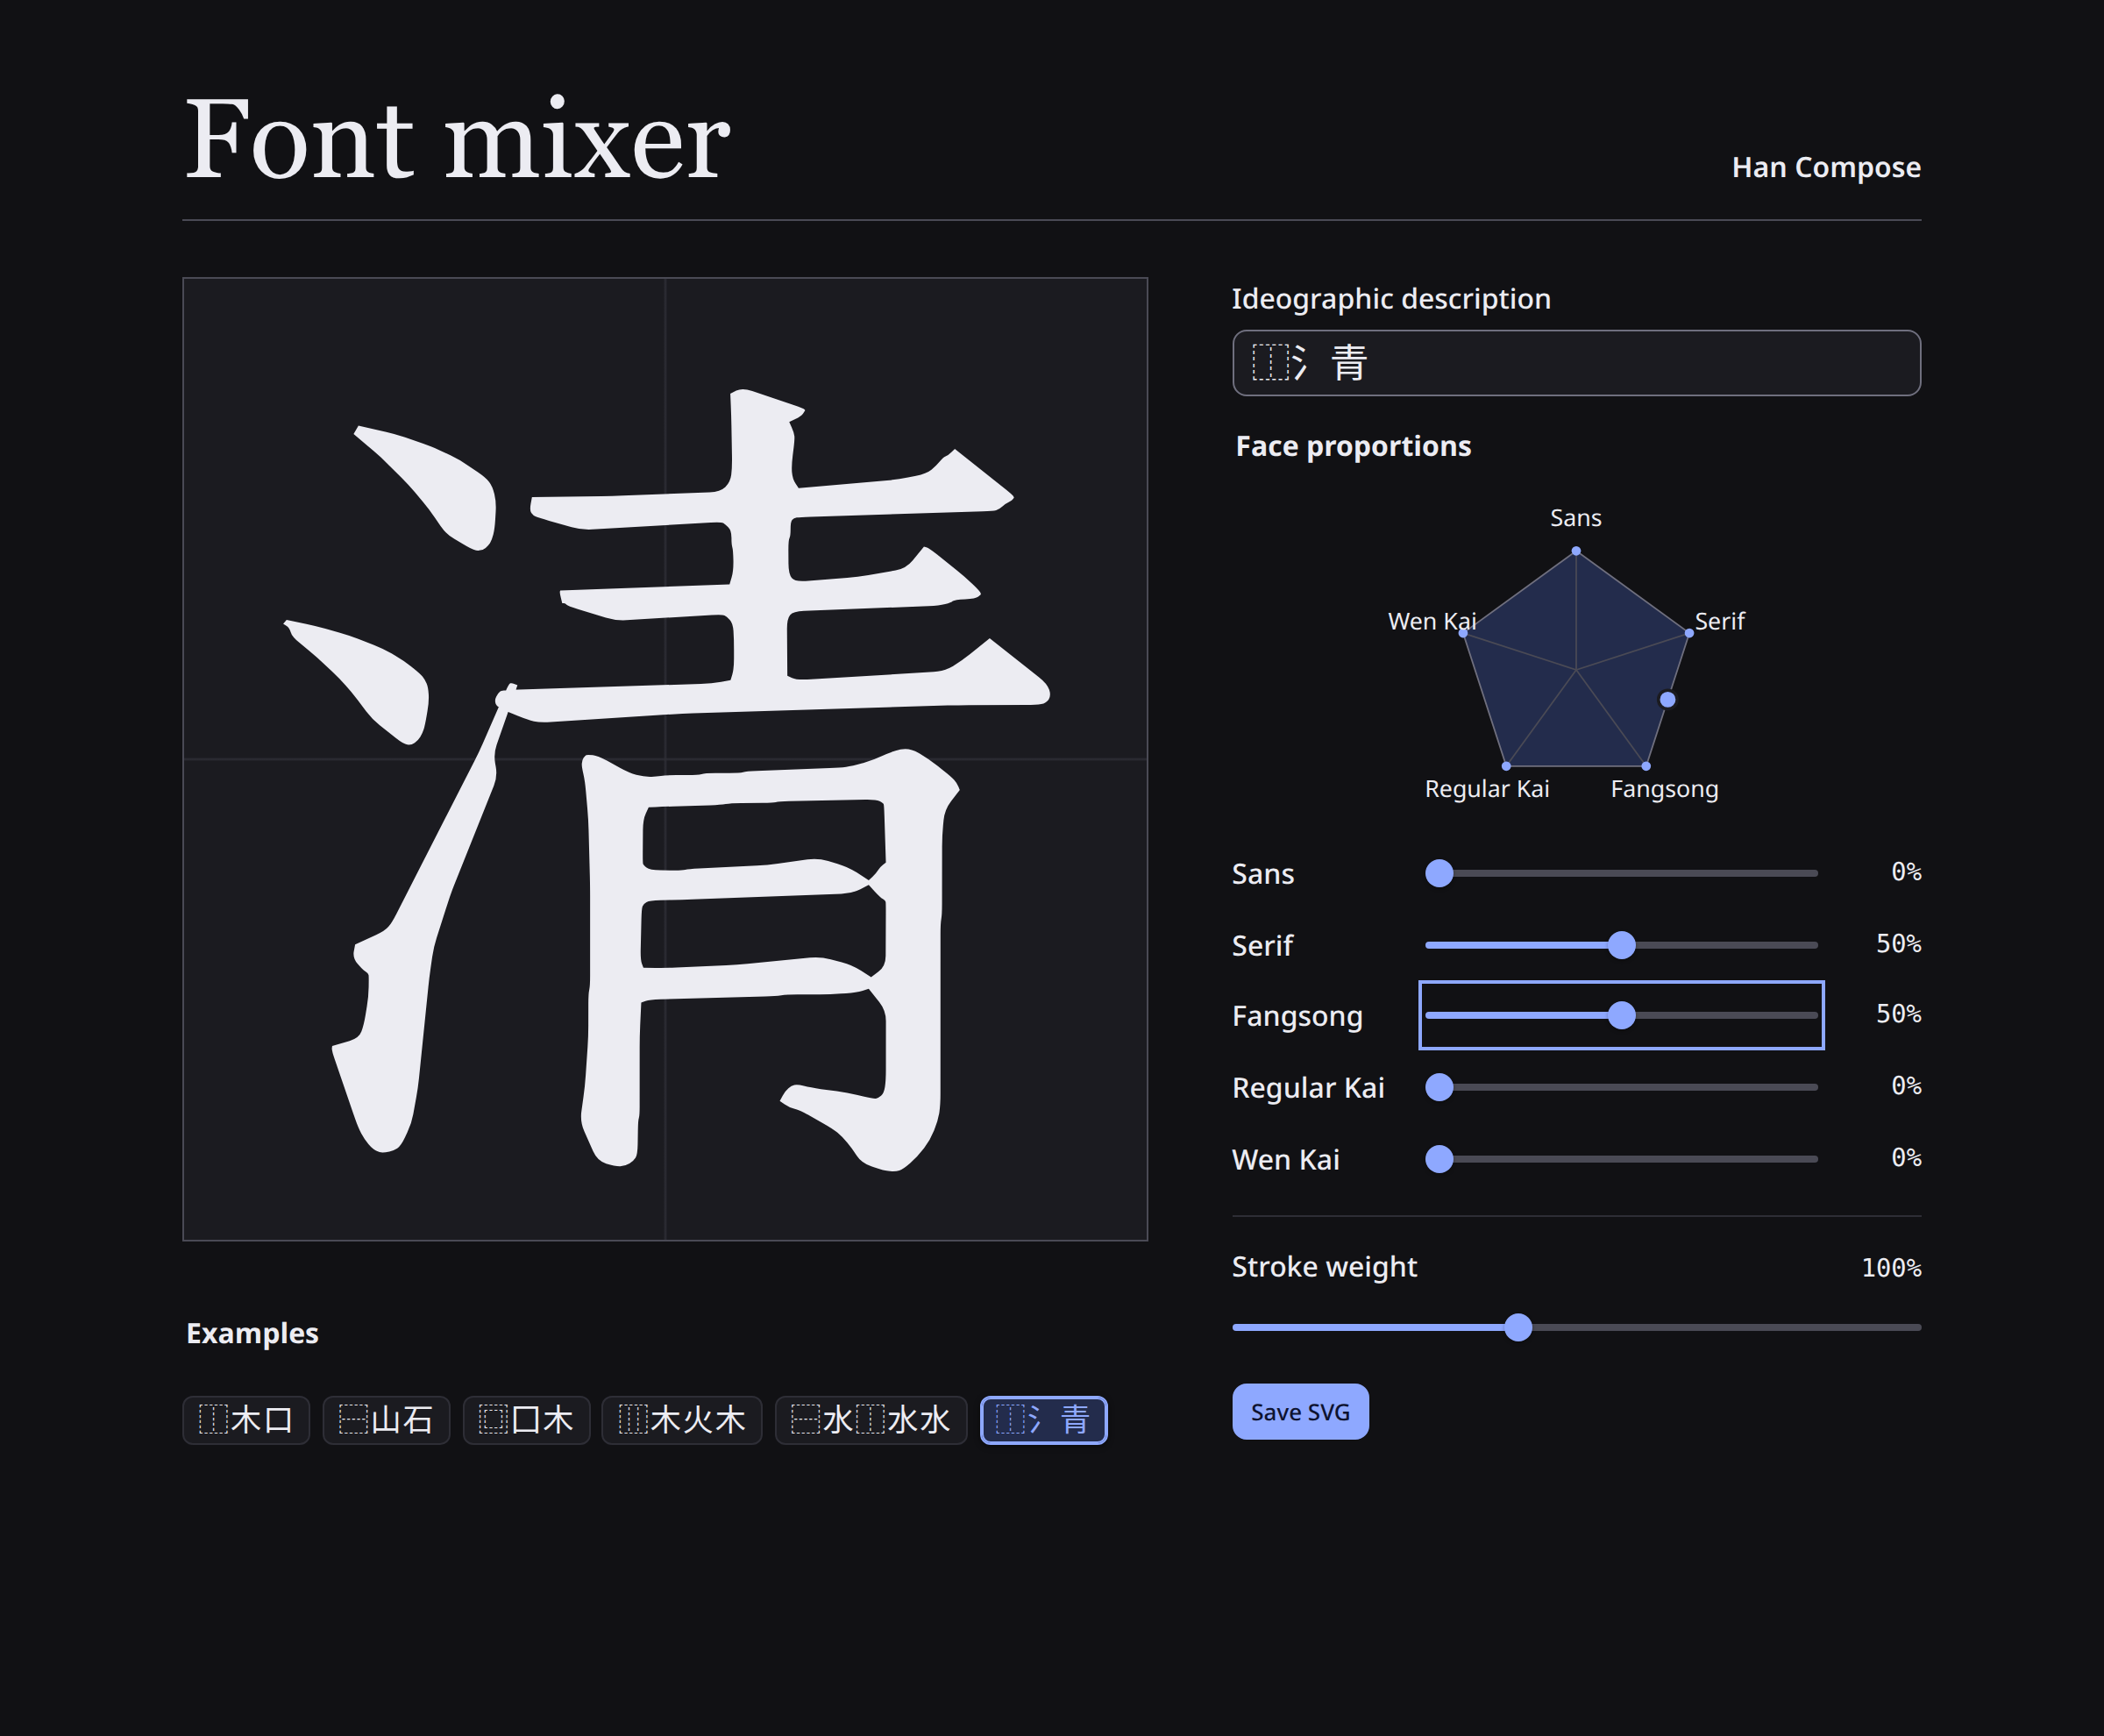 Font mixer
Han Compose
清
Ideographic description
⿰氵青
Face proportions
Sans
Wen Kai
Serif
Regular Kai
Fangsong
Sans 0%
Serif 50%
Fangsong 50%
Regular Kai 0%
Wen Kai 0%
Stroke weight 100%
Save SVG
Examples
⿰木口
⿱山石
⿴囗木
⿲木火木
⿱水⿰水水
⿰氵青